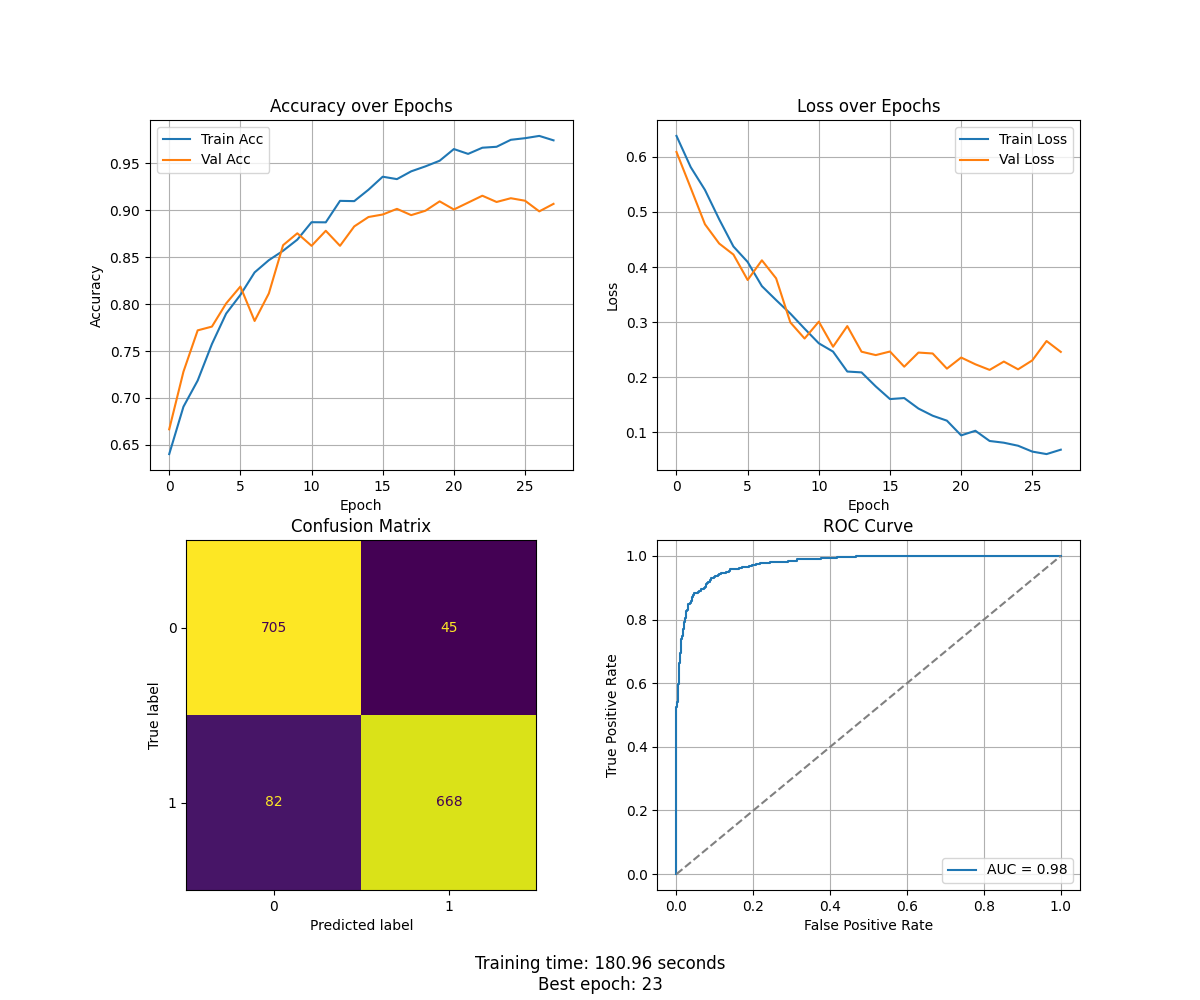 Accuracy over Epochs
Train Acc
Val Acc
0.95
0.90
0.85
0.80
0.75
0.70
0.65
Accuracy
0 5 10 15 20 25
Epoch
Loss over Epochs
Train Loss
Val Loss
0.6
0.5
0.4
0.3
0.2
0.1
Loss
0 5 10 15 20 25
Epoch
Confusion Matrix
705 45
82 668
0
1
True label
0 1
Predicted label
ROC Curve
1.0
0.8
0.6
0.4
0.2
0.0
True Positive Rate
AUC = 0.98
0.0 0.2 0.4 0.6 0.8 1.0
False Positive Rate
Training time: 180.96 seconds
Best epoch: 23